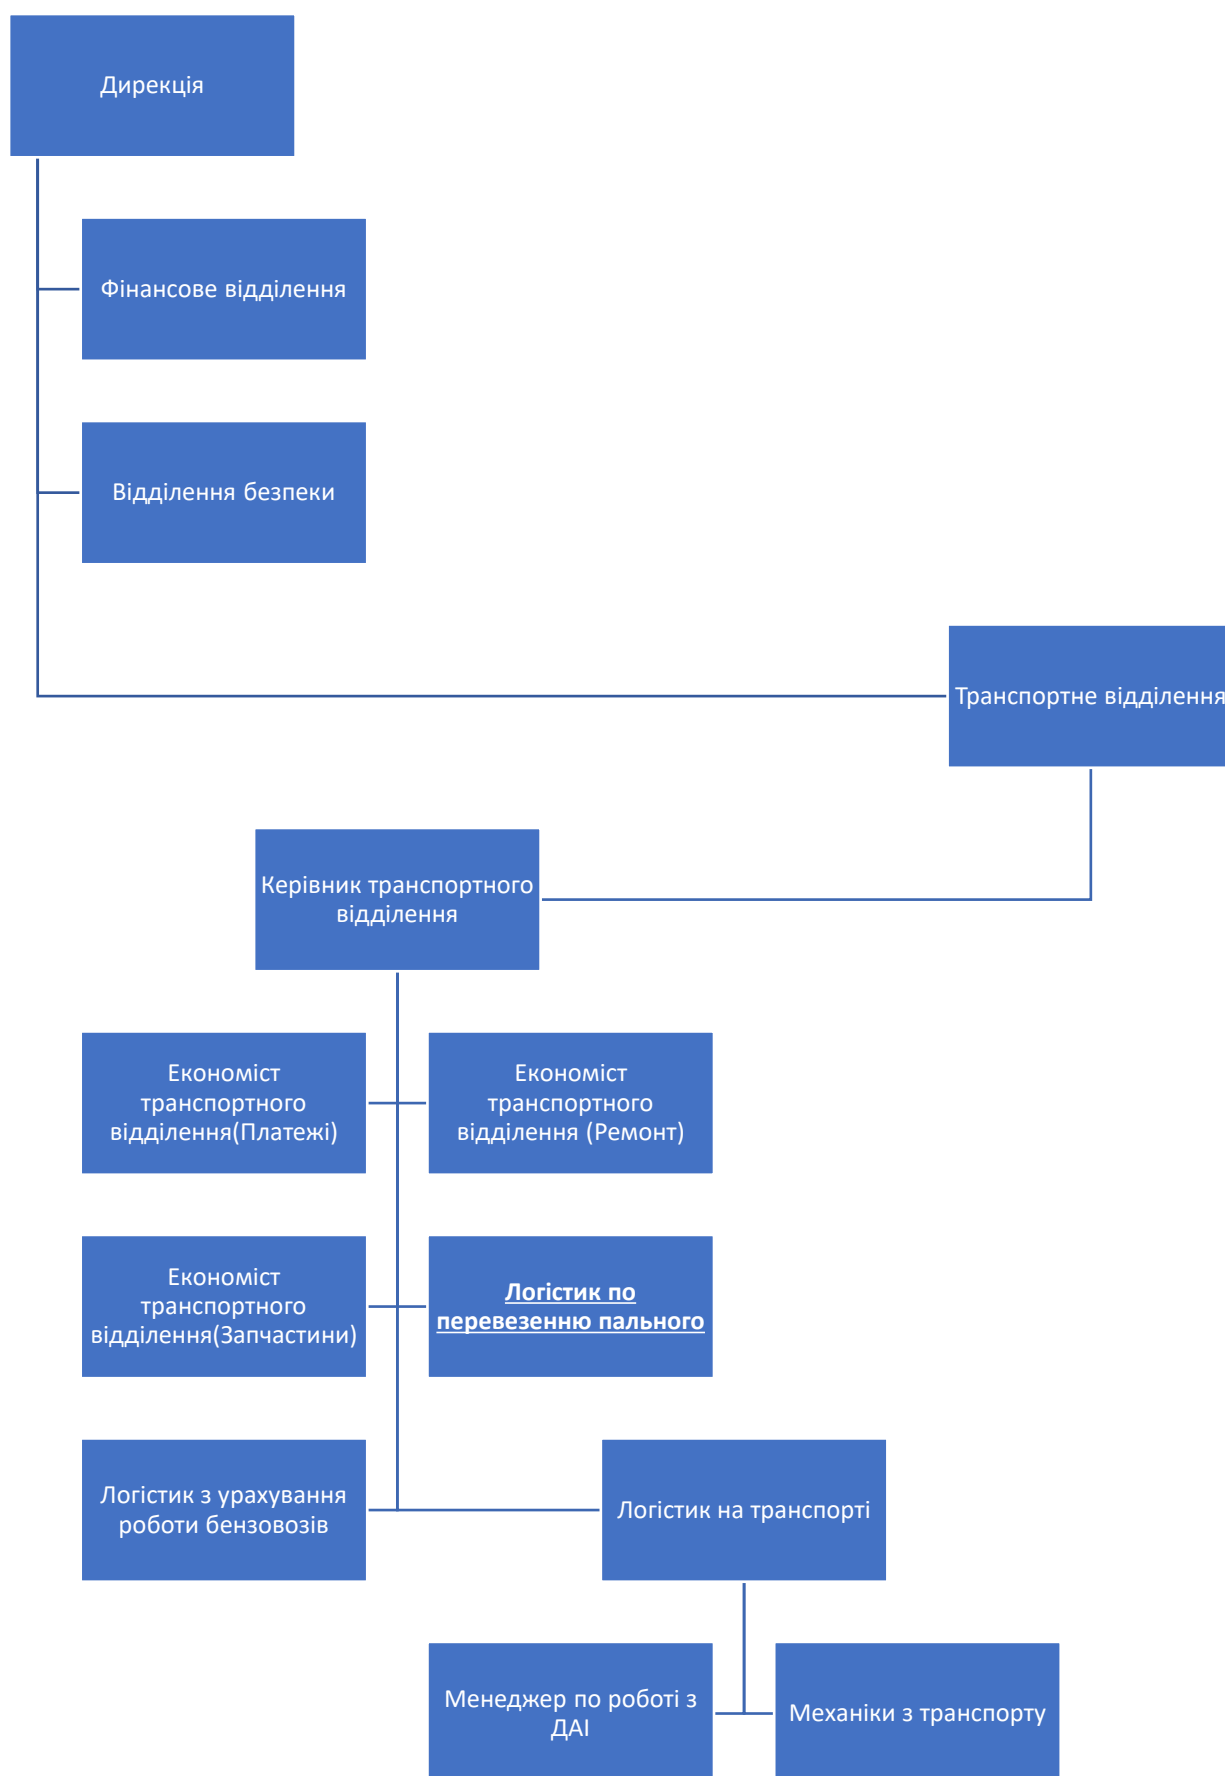 Дирекція
Фінансове відділення
Відділення безпеки
Транспортне відділення
Керівник транспортного
відділення
Економіст
транспортного
відділення(Платежі)
Економіст
транспортного
відділення (Ремонт)
Економіст
транспортного
відділення(Запчастини)
Логістик по
перевезенню пального
Логістик з урахування
роботи бензовозів
Логістик на транспорті
Менеджер по роботі з
ДАІ
Механіки з транспорту